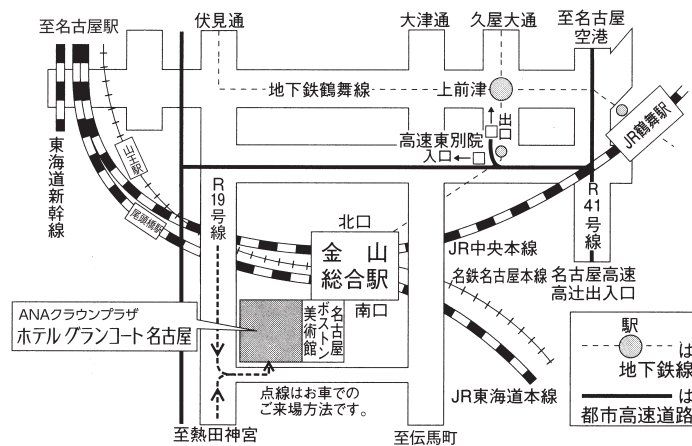 至名古屋駅
伏見通
大津通
久屋大通
至名古屋
空港
地下鉄鶴舞線
上前津
出口
高速東別院
入口
JR鶴舞駅
東海道新幹線
山王駅
尾頭橋駅
R19号線
R41号線
北口
金山
総合駅
南口
JR中央本線
名鉄名古屋本線
名古屋高速
高辻出入口
ANAクラウンプラザ
ホテル グランコート 名古屋
名古屋
ボストン
美術館
点線はお車での
ご来場方法です。
JR東海道本線
至熱田神宮
至伝馬町
駅
は
地下鉄線
は
都市高速道路